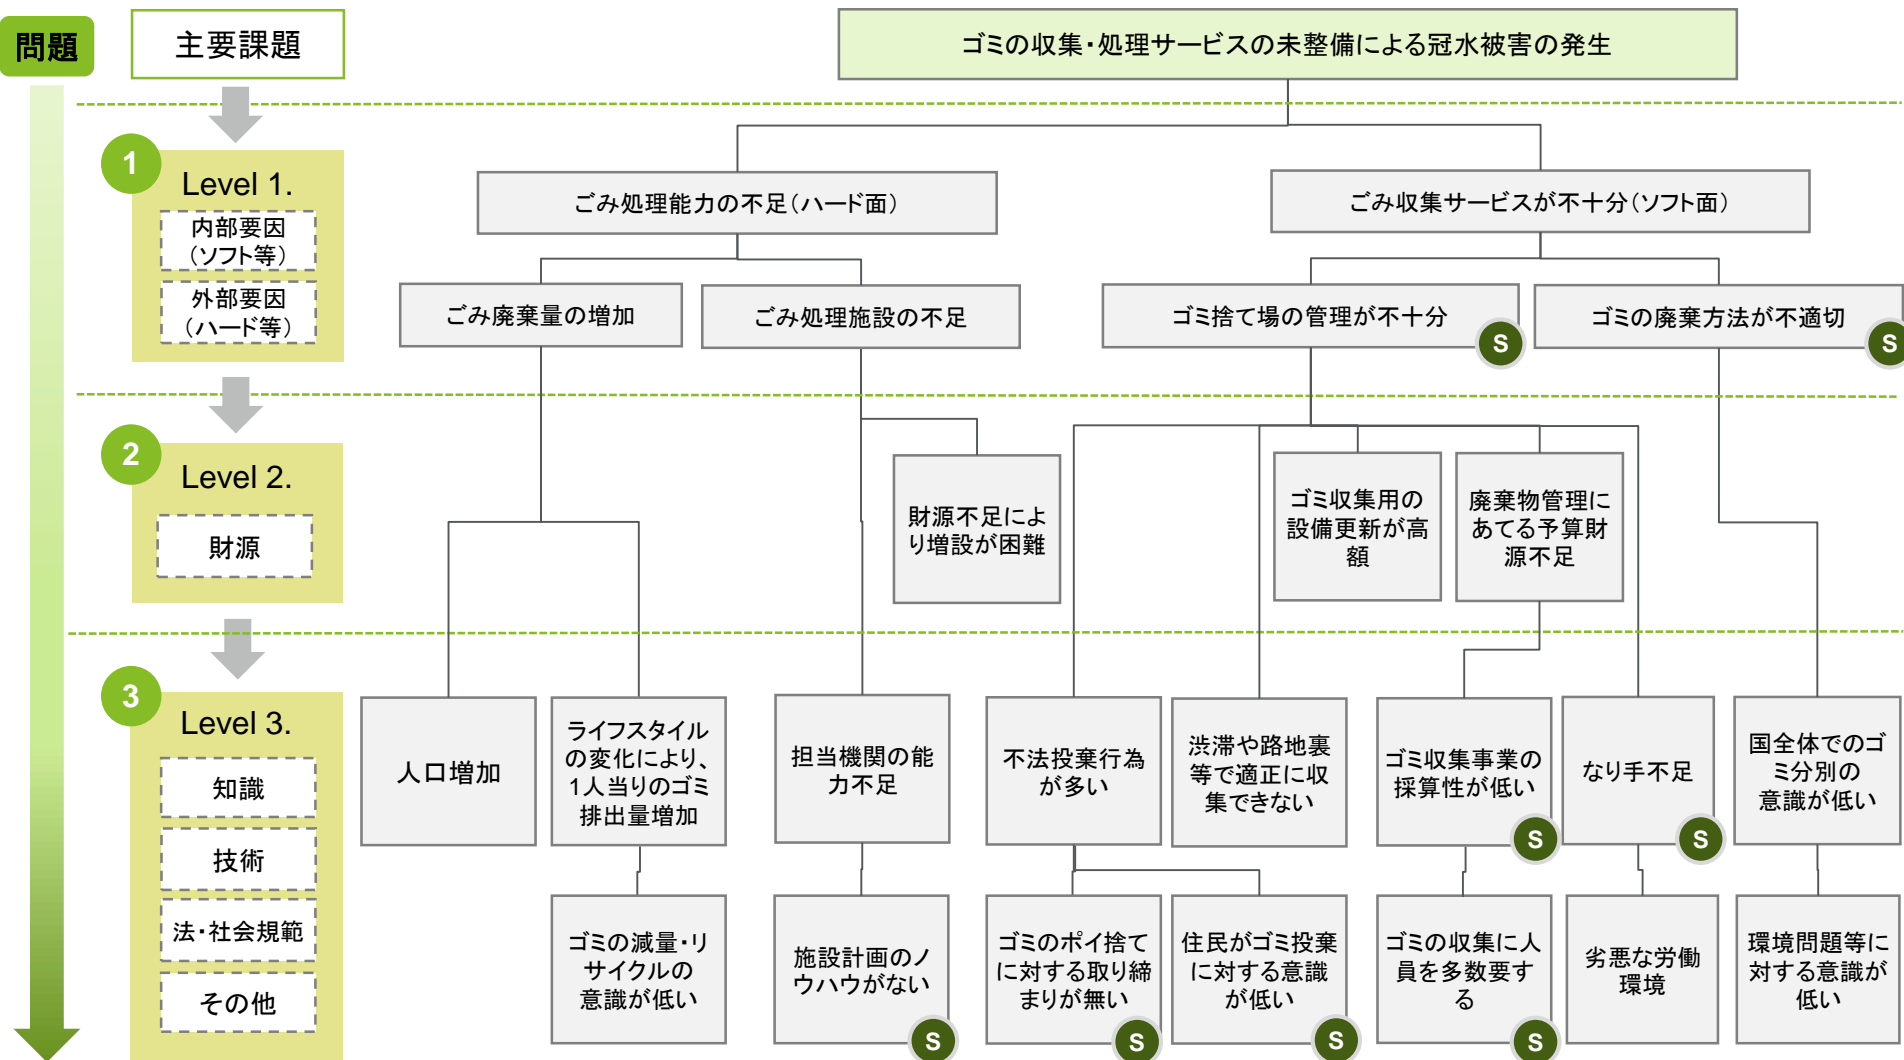 問題
主要課題
ゴミの収集・処理サービスの未整備による冠水被害の発生
1
Level 1.
内部要因
（ソフト等）
外部要因
（ハード等）
ごみ処理能力の不足（ハード面）
ごみ収集サービスが不十分（ソフト面）
ごみ廃棄量の増加
ごみ処理施設の不足
ゴミ捨て場の管理が不十分
S
ゴミの廃棄方法が不適切
S
2
Level 2.
財源
財源不足によ
り増設が困難
ゴミ収集用の
設備更新が高
額
廃棄物管理に
あてる予算財
源不足
3
Level 3.
知識
技術
法・社会規範
その他
人口増加
ライフスタイル
の変化により、
1人当りのゴミ
排出量増加
担当機関の能
力不足
不法投棄行為
が多い
渋滞や路地裏
等で適正に収
集できない
ゴミ収集事業の
採算性が低い
S
なり手不足
S
国全体でのゴ
ミ分別の
意識が低い
ゴミの減量・リ
サイクルの
意識が低い
施設計画のノ
ウハウがない
S
ゴミのポイ捨て
に対する取り締
まりが無い
S
住民がゴミ投棄
に対する意識
が低い
S
ゴミの収集に人
員を多数要す
る
S
劣悪な労働
環境
環境問題等に
対する意識が
低い